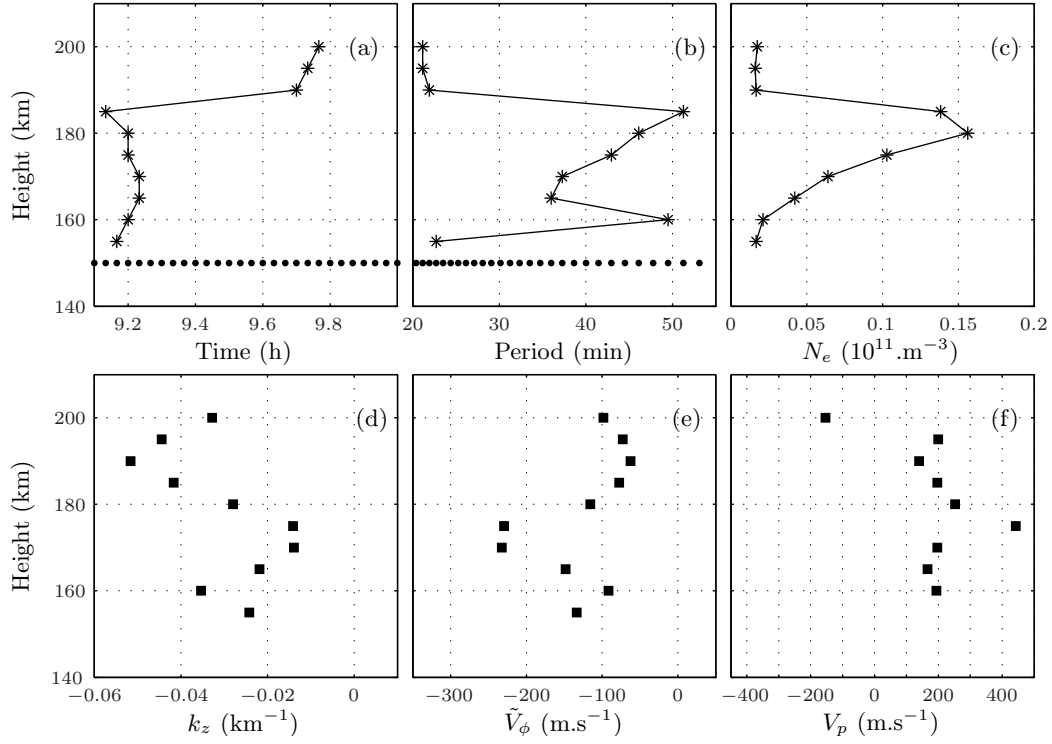 200
180
160
140
Height (km)
9.2 9.4 9.6 9.8
Time (h)
(a)
20 30 40 50
Period (min)
(b)
0 0.05 0.1 0.15 0.2
Nₑ (10¹¹.m⁻³)
(c)
200
180
160
140
Height (km)
−0.06 −0.04 −0.02 0
k_z (km⁻¹)
(d)
−300 −200 −100 0
Ṽ_ϕ (m.s⁻¹)
(e)
−400 −200 0 200 400
V_p (m.s⁻¹)
(f)